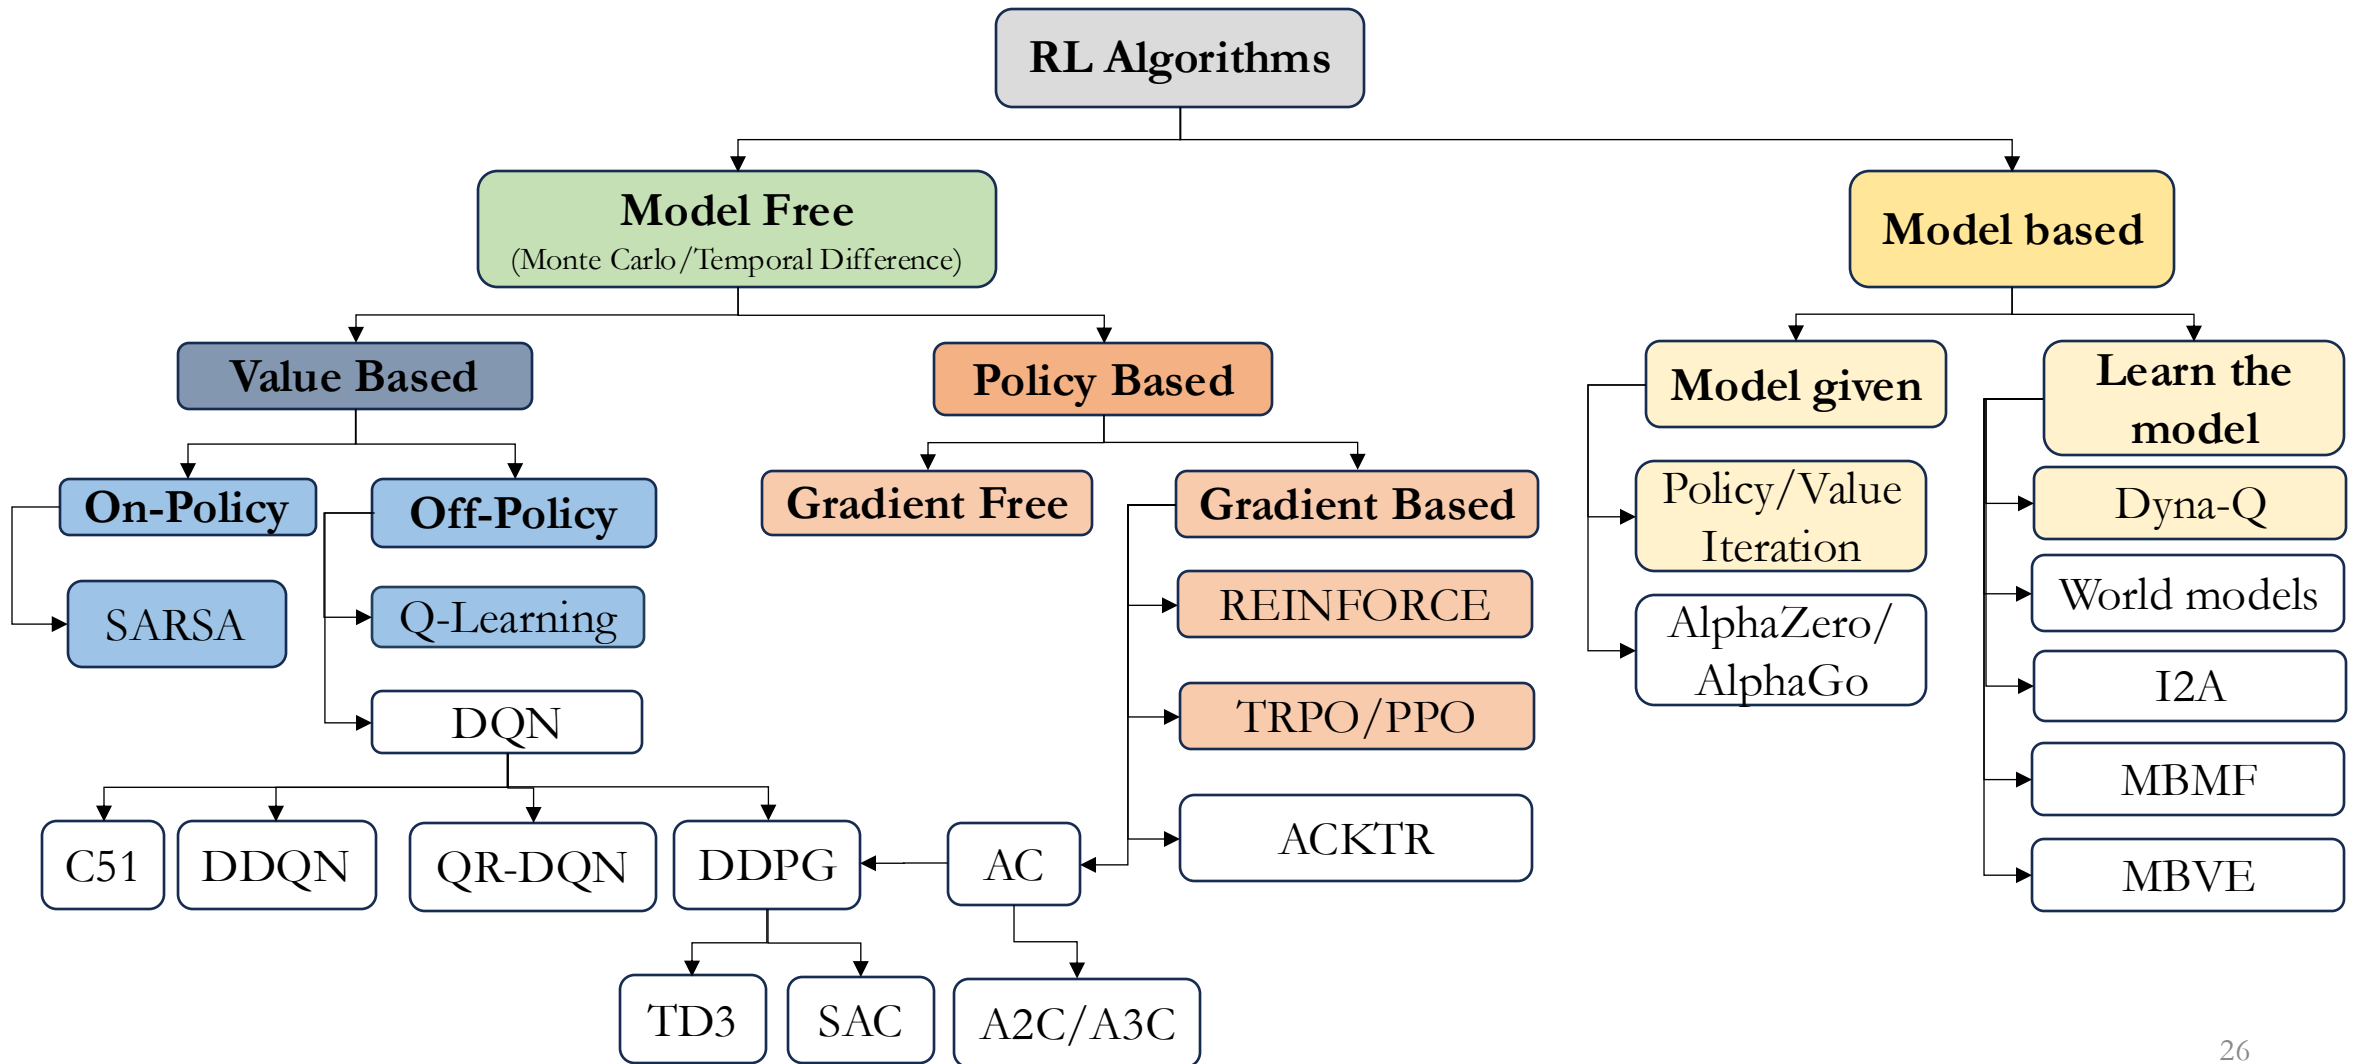 RL Algorithms
Model Free
(Monte Carlo/Temporal Difference)
Model based
Value Based
Policy Based
Model given
Learn the
model
On-Policy
Off-Policy
Gradient Free
Gradient Based
Policy/Value
Iteration
Dyna-Q
SARSA
Q-Learning
REINFORCE
AlphaZero/
AlphaGo
World models
I2A
DQN
TRPO/PPO
MBMF
C51
DDQN
QR-DQN
DDPG
AC
ACKTR
MBVE
TD3
SAC
A2C/A3C
26